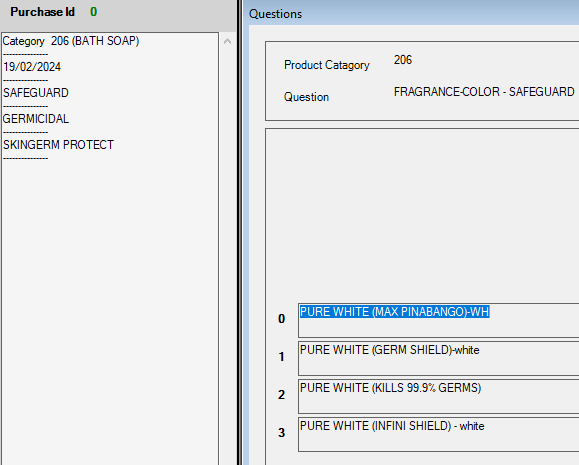 Purchase Id 0
Category 206 (BATH SOAP)
---------------
19/02/2024
---------------
SAFEGUARD
---------------
GERMICIDAL
---------------
SKINGERM PROTECT
---------------
Questions
Product Catagory 206
Question FRAGRANCE-COLOR - SAFEGUARD
0 PURE WHITE (MAX PINABANGO)-WH
1 PURE WHITE (GERM SHIELD)-white
2 PURE WHITE (KILLS 99.9% GERMS)
3 PURE WHITE (INFINI SHIELD) - white